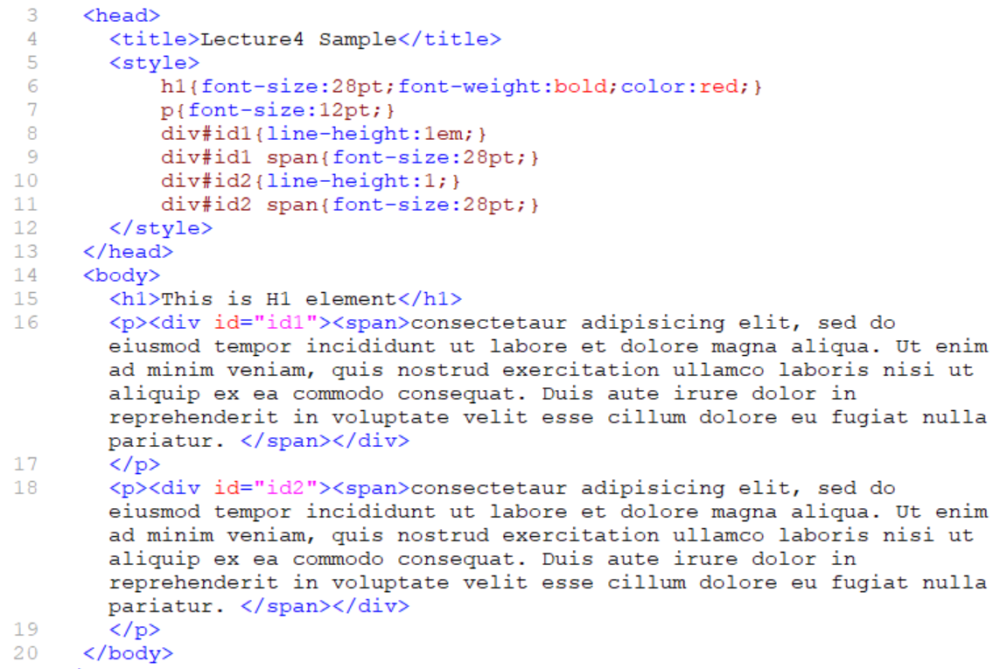 3 <head>
4 <title>Lecture4 Sample</title>
5 <style>
6 h1{font-size:28pt;font-weight:bold;color:red;}
7 p{font-size:12pt;}
8 div#id1{line-height:1em;}
9 div#id1 span{font-size:28pt;}
10 div#id2{line-height:1;}
11 div#id2 span{font-size:28pt;}
12 </style>
13 </head>
14 <body>
15 <h1>This is H1 element</h1>
16 <p><div id="id1"><span>consectetaur adipisicing elit, sed do
eiusmod tempor incididunt ut labore et dolore magna aliqua. Ut enim
ad minim veniam, quis nostrud exercitation ullamco laboris nisi ut
aliquip ex ea commodo consequat. Duis aute irure dolor in
reprehenderit in voluptate velit esse cillum dolore eu fugiat nulla
pariatur. </span></div>
17 </p>
18 <p><div id="id2"><span>consectetaur adipisicing elit, sed do
eiusmod tempor incididunt ut labore et dolore magna aliqua. Ut enim
ad minim veniam, quis nostrud exercitation ullamco laboris nisi ut
aliquip ex ea commodo consequat. Duis aute irure dolor in
reprehenderit in voluptate velit esse cillum dolore eu fugiat nulla
pariatur. </span></div>
19 </p>
20 </body>